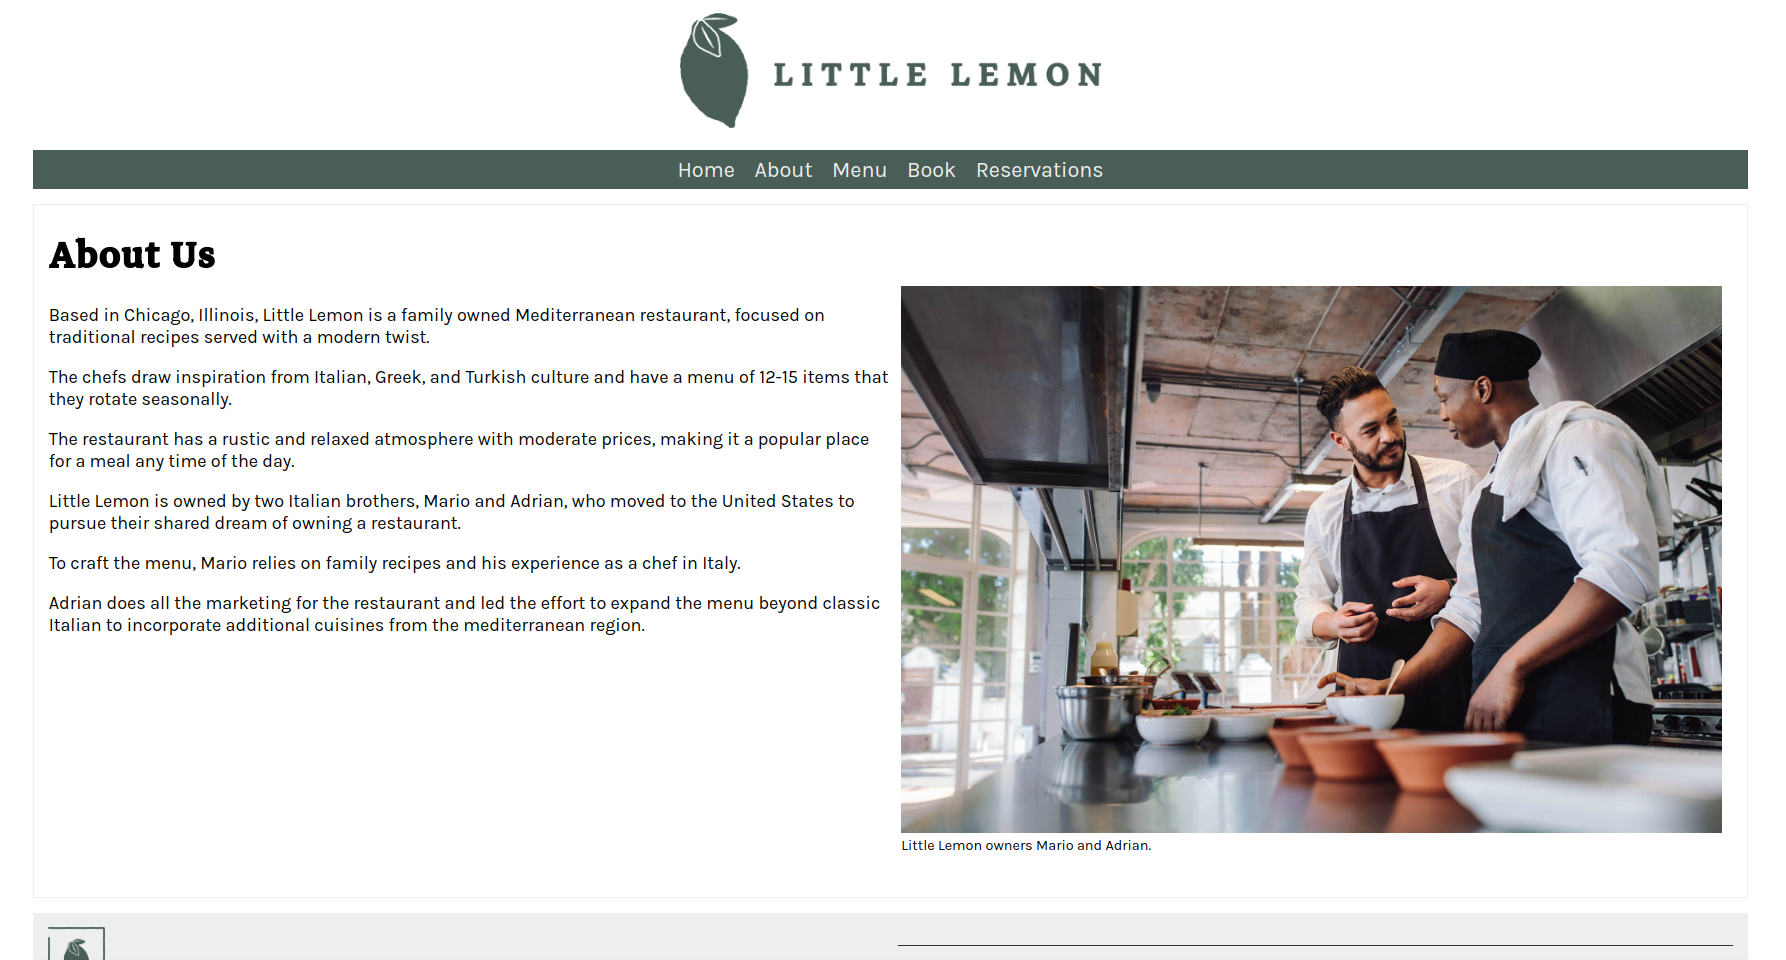 LITTLE LEMON
Home About Menu Book Reservations
About Us
Based in Chicago, Illinois, Little Lemon is a family owned Mediterranean restaurant, focused on
traditional recipes served with a modern twist.
The chefs draw inspiration from Italian, Greek, and Turkish culture and have a menu of 12-15 items that
they rotate seasonally.
The restaurant has a rustic and relaxed atmosphere with moderate prices, making it a popular place
for a meal any time of the day.
Little Lemon is owned by two Italian brothers, Mario and Adrian, who moved to the United States to
pursue their shared dream of owning a restaurant.
To craft the menu, Mario relies on family recipes and his experience as a chef in Italy.
Adrian does all the marketing for the restaurant and led the effort to expand the menu beyond classic
Italian to incorporate additional cuisines from the mediterranean region.
Little Lemon owners Mario and Adrian.